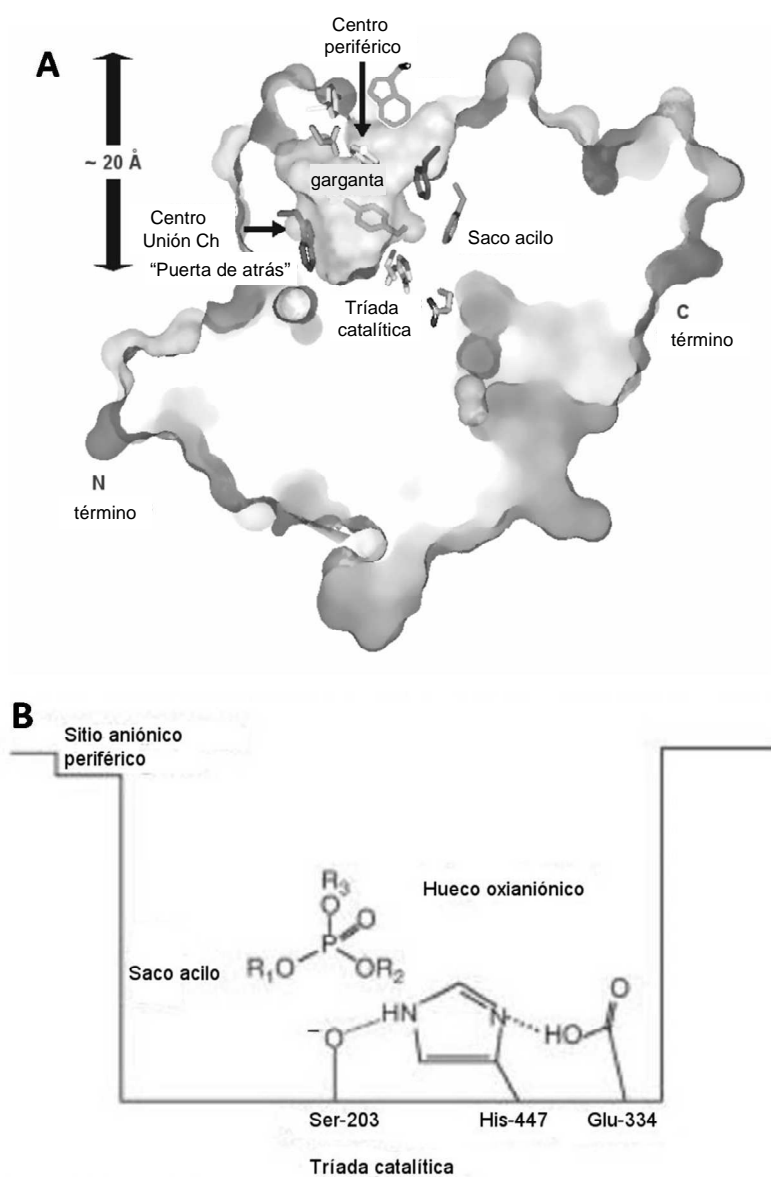 A
Centro
periférico
~ 20 Å
garganta
Centro
Unión Ch
Saco acilo
“Puerta de atrás”
Tríada
catalítica
C
término
N
término
B
Sitio aniónico
periférico
R3
O
O
P
R1O
OR2
Hueco oxianiónico
Saco acilo
O
HN
N
HO
–
O
Ser-203
His-447
Glu-334
Tríada catalítica